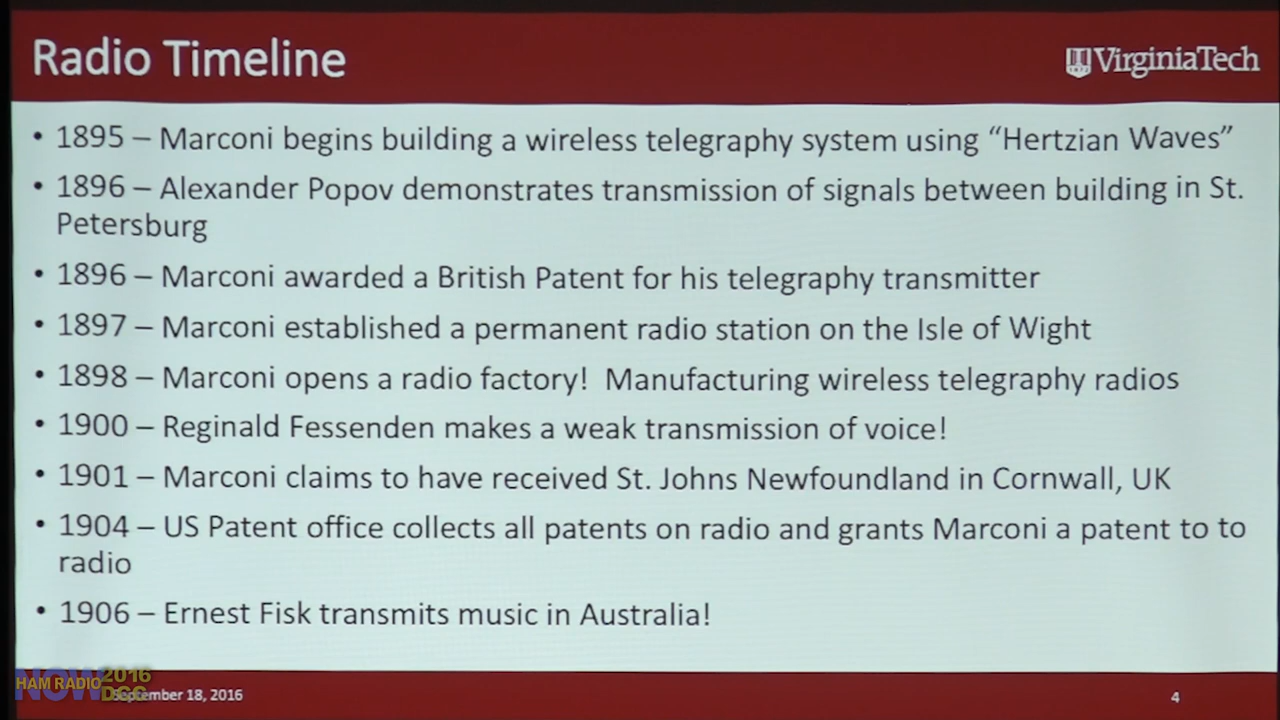 Radio Timeline
VirginiaTech
• 1895 – Marconi begins building a wireless telegraphy system using “Hertzian Waves”
• 1896 – Alexander Popov demonstrates transmission of signals between building in St.
Petersburg
• 1896 – Marconi awarded a British Patent for his telegraphy transmitter
• 1897 – Marconi established a permanent radio station on the Isle of Wight
• 1898 – Marconi opens a radio factory!  Manufacturing wireless telegraphy radios
• 1900 – Reginald Fessenden makes a weak transmission of voice!
• 1901 – Marconi claims to have received St. Johns Newfoundland in Cornwall, UK
• 1904 – US Patent office collects all patents on radio and grants Marconi a patent to to
radio
• 1906 – Ernest Fisk transmits music in Australia!
HAM RADIO NOW 2016 DCC
September 18, 2016
4